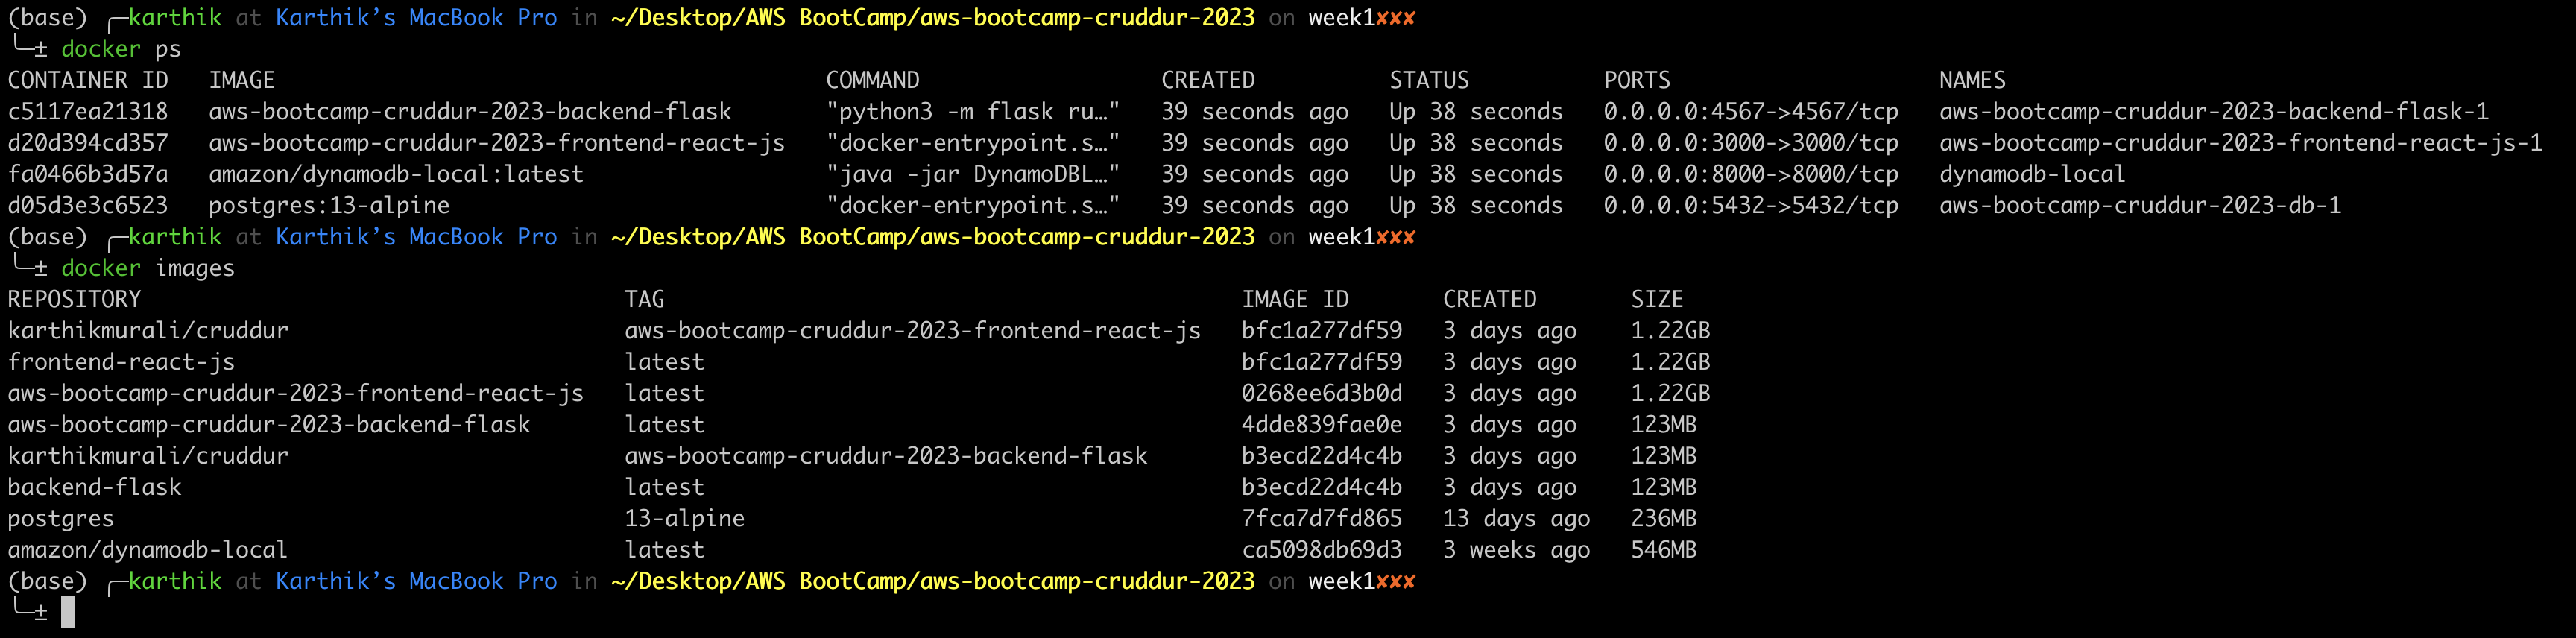 (base) ╭─karthik at Karthik’s MacBook Pro in ~/Desktop/AWS BootCamp/aws-bootcamp-cruddur-2023 on week1✘✘✘
╰─± docker ps
CONTAINER ID   IMAGE                                         COMMAND                  CREATED          STATUS          PORTS                    NAMES
c5117ea21318   aws-bootcamp-cruddur-2023-backend-flask       "python3 -m flask ru…"   39 seconds ago   Up 38 seconds   0.0.0.0:4567->4567/tcp   aws-bootcamp-cruddur-2023-backend-flask-1
d20d394cd357   aws-bootcamp-cruddur-2023-frontend-react-js   "docker-entrypoint.s…"   39 seconds ago   Up 38 seconds   0.0.0.0:3000->3000/tcp   aws-bootcamp-cruddur-2023-frontend-react-js-1
fa0466b3d57a   amazon/dynamodb-local:latest                  "java -jar DynamoDBL…"   39 seconds ago   Up 38 seconds   0.0.0.0:8000->8000/tcp   dynamodb-local
d05d3e3c6523   postgres:13-alpine                            "docker-entrypoint.s…"   39 seconds ago   Up 38 seconds   0.0.0.0:5432->5432/tcp   aws-bootcamp-cruddur-2023-db-1
(base) ╭─karthik at Karthik’s MacBook Pro in ~/Desktop/AWS BootCamp/aws-bootcamp-cruddur-2023 on week1✘✘✘
╰─± docker images
REPOSITORY                                    TAG                                           IMAGE ID       CREATED       SIZE
karthikmurali/cruddur                         aws-bootcamp-cruddur-2023-frontend-react-js   bfc1a277df59   3 days ago    1.22GB
frontend-react-js                             latest                                        bfc1a277df59   3 days ago    1.22GB
aws-bootcamp-cruddur-2023-frontend-react-js   latest                                        0268ee6d3b0d   3 days ago    1.22GB
aws-bootcamp-cruddur-2023-backend-flask       latest                                        4dde839fae0e   3 days ago    123MB
karthikmurali/cruddur                         aws-bootcamp-cruddur-2023-backend-flask       b3ecd22d4c4b   3 days ago    123MB
backend-flask                                 latest                                        b3ecd22d4c4b   3 days ago    123MB
postgres                                      13-alpine                                     7fca7d7fd865   13 days ago   236MB
amazon/dynamodb-local                         latest                                        ca5098db69d3   3 weeks ago   546MB
(base) ╭─karthik at Karthik’s MacBook Pro in ~/Desktop/AWS BootCamp/aws-bootcamp-cruddur-2023 on week1✘✘✘
╰─±